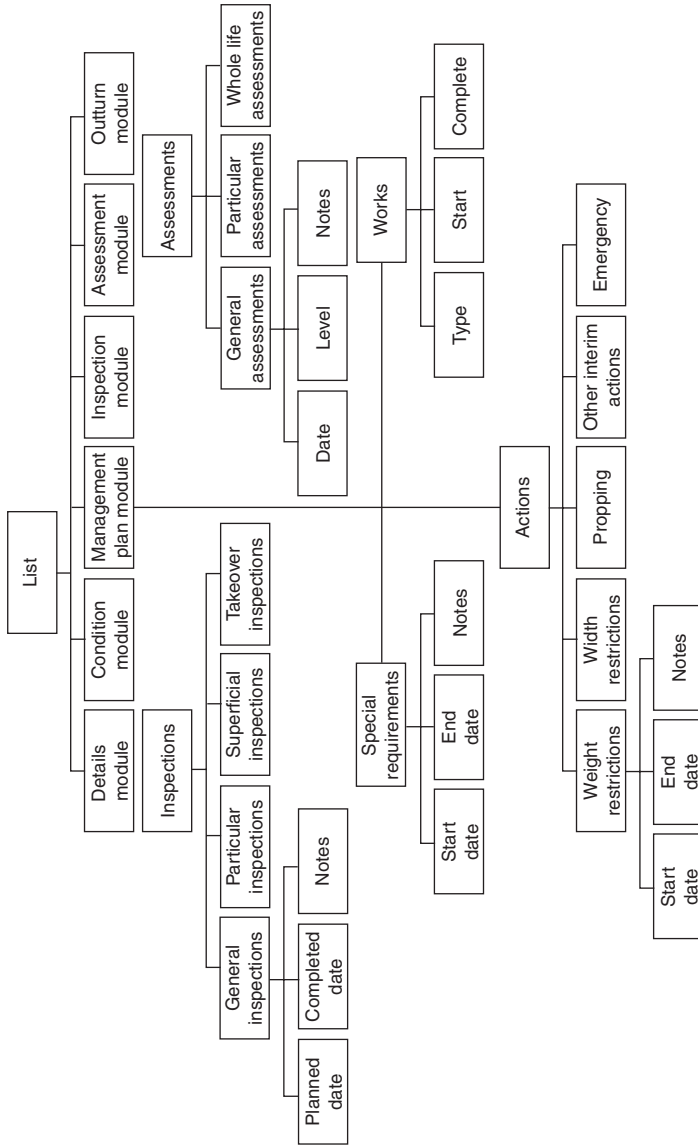 List
Details
module
Condition
module
Management
plan module
Inspection
module
Assessment
module
Outturn
module
Inspections
General
inspections
Particular
inspections
Superficial
inspections
Takeover
inspections
Planned
date
Completed
date
Notes
Assessments
General
assessments
Particular
assessments
Whole life
assessments
Date
Level
Notes
Special
requirements
Start
date
End
date
Notes
Works
Type
Start
Complete
Actions
Weight
restrictions
Width
restrictions
Propping
Other interim
actions
Emergency
Start
date
End
date
Notes